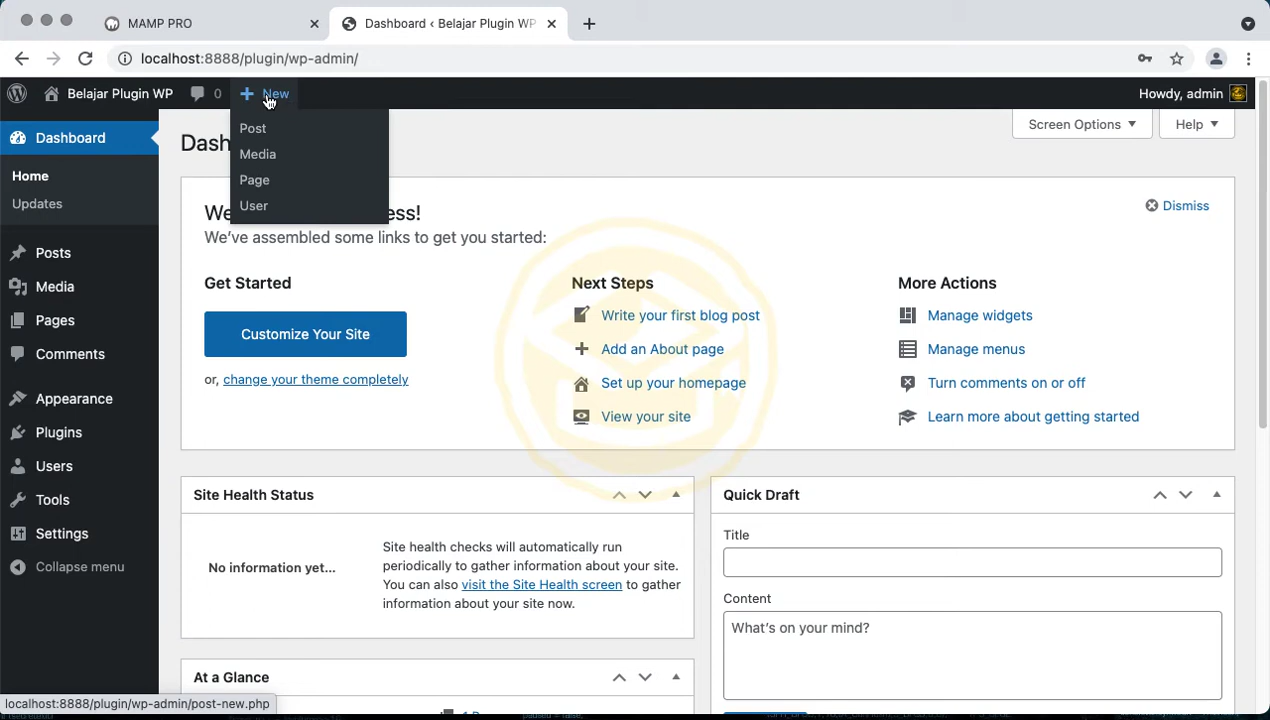 MAMP PRO
Dashboard ‹ Belajar Plugin WP
localhost:8888/plugin/wp-admin/
Belajar Plugin WP
0
New
Howdy, admin
Post
Media
Page
User
Dashboard
Home
Updates
Posts
Media
Pages
Comments
Appearance
Plugins
Users
Tools
Settings
Collapse menu
Dash
Screen Options
Help
We
ess!
Dismiss
We've assembled some links to get you started:
Get Started
Customize Your Site
or, change your theme completely
Next Steps
Write your first blog post
Add an About page
Set up your homepage
View your site
More Actions
Manage widgets
Manage menus
Turn comments on or off
Learn more about getting started
Site Health Status
No information yet...
Site health checks will automatically run
periodically to gather information about your site.
You can also visit the Site Health screen to gather
information about your site now.
At a Glance
Quick Draft
Title
Content
What's on your mind?
localhost:8888/plugin/wp-admin/post-new.php